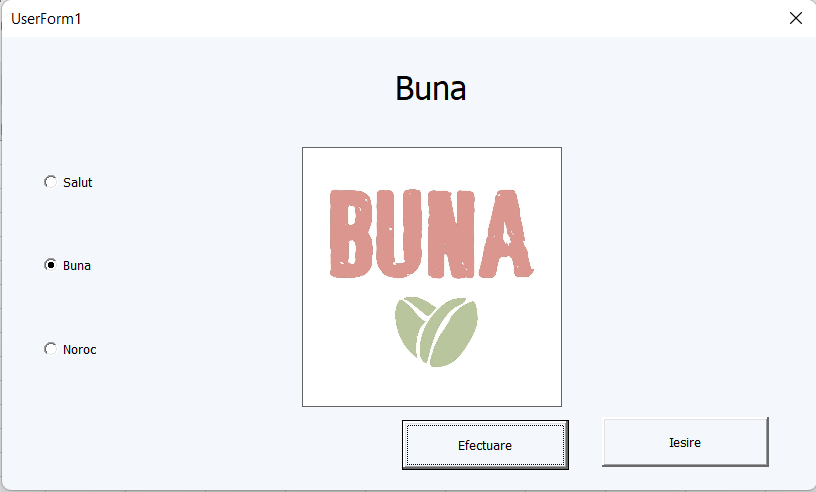 UserForm1
Buna
Salut
BUNA
Buna
Noroc
Efectuare
Iesire